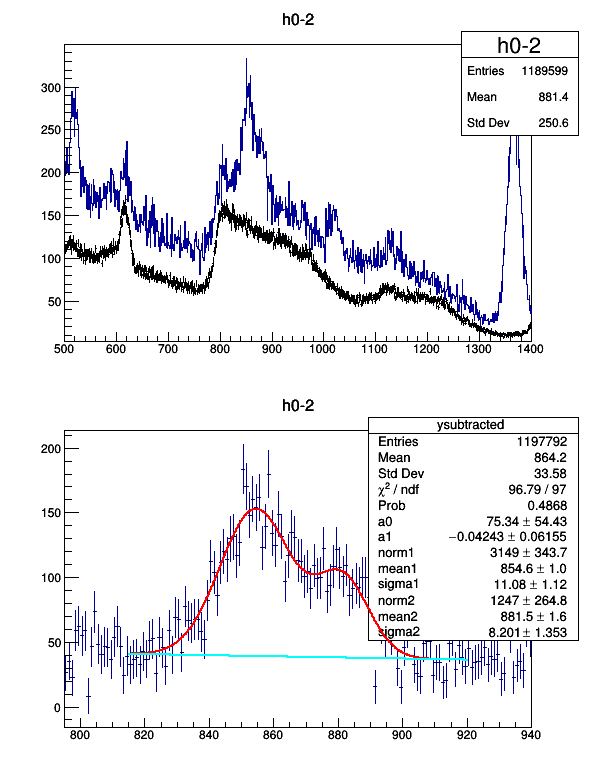 h0-2
h0-2
Entries 1189599
Mean 881.4
Std Dev 250.6
300
250
200
150
100
50
500 600 700 800 900 1000 1100 1200 1300 1400
h0-2
ysubtracted
Entries 1197792
Mean 864.2
Std Dev 33.58
χ² / ndf 96.79 / 97
Prob 0.4868
a0 75.34 ± 54.43
a1 −0.04243 ± 0.06155
norm1 3149 ± 343.7
mean1 854.6 ± 1.0
sigma1 11.08 ± 1.12
norm2 1247 ± 264.8
mean2 881.5 ± 1.6
sigma2 8.201 ± 1.353
200
150
100
50
0
800 820 840 860 880 900 920 940